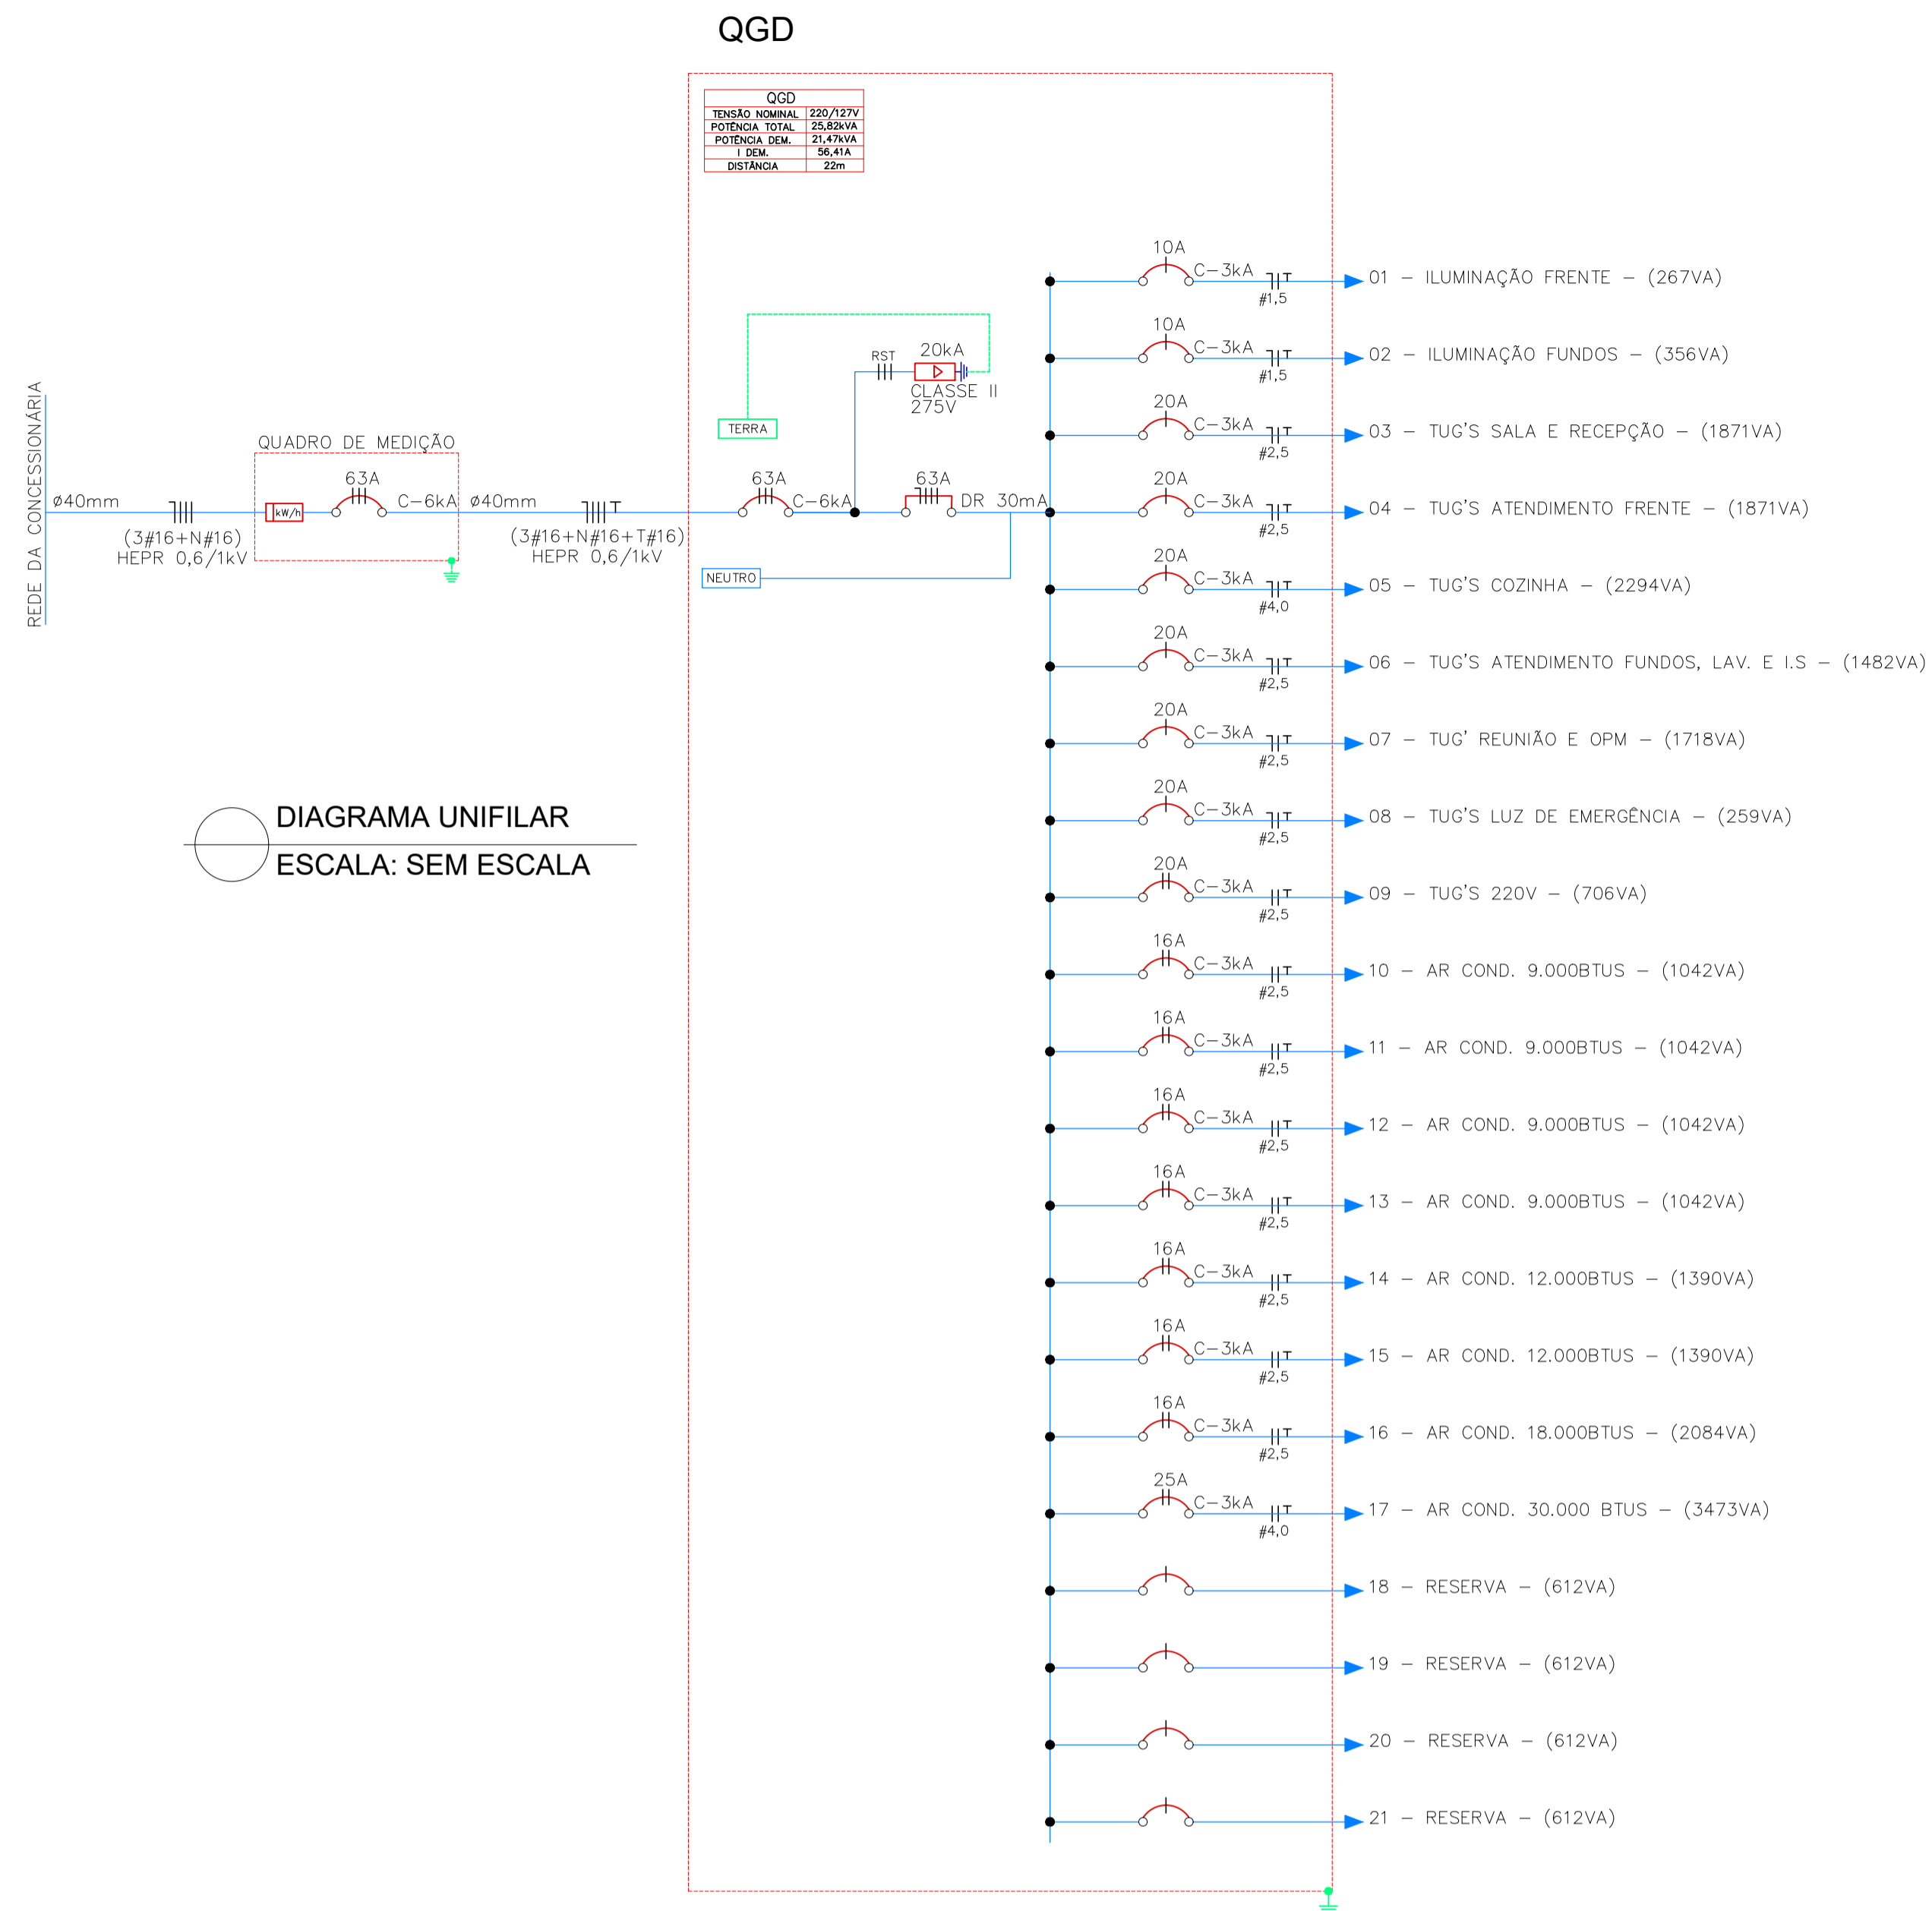 QGD
QGD
TENSÃO NOMINAL 220/127V
POTÊNCIA TOTAL 25,82kVA
POTÊNCIA DEM. 21,47kVA
I DEM. 56,41A
DISTÂNCIA 22m
REDE DA CONCESSIONÁRIA
ø40mm
(3#16+N#16)
HEPR 0,6/1kV
QUADRO DE MEDIÇÃO
kW/h
63A
C-6kA
ø40mm
(3#16+N#16+T#16)
HEPR 0,6/1kV
TERRA
RST
20kA
CLASSE II
275V
63A
C-6kA
63A
DR 30mA
NEUTRO
10A
C-3kA
#1,5
01 - ILUMINAÇÃO FRENTE - (267VA)
10A
C-3kA
#1,5
02 - ILUMINAÇÃO FUNDOS - (356VA)
20A
C-3kA
#2,5
03 - TUG'S SALA E RECEPÇÃO - (1871VA)
20A
C-3kA
#2,5
04 - TUG'S ATENDIMENTO FRENTE - (1871VA)
20A
C-3kA
#4,0
05 - TUG'S COZINHA - (2294VA)
20A
C-3kA
#2,5
06 - TUG'S ATENDIMENTO FUNDOS, LAV. E I.S - (1482VA)
20A
C-3kA
#2,5
07 - TUG' REUNIÃO E OPM - (1718VA)
20A
C-3kA
#2,5
08 - TUG'S LUZ DE EMERGÊNCIA - (259VA)
20A
C-3kA
#2,5
09 - TUG'S 220V - (706VA)
16A
C-3kA
#2,5
10 - AR COND. 9.000BTUS - (1042VA)
16A
C-3kA
#2,5
11 - AR COND. 9.000BTUS - (1042VA)
16A
C-3kA
#2,5
12 - AR COND. 9.000BTUS - (1042VA)
16A
C-3kA
#2,5
13 - AR COND. 9.000BTUS - (1042VA)
16A
C-3kA
#2,5
14 - AR COND. 12.000BTUS - (1390VA)
16A
C-3kA
#2,5
15 - AR COND. 12.000BTUS - (1390VA)
16A
C-3kA
#2,5
16 - AR COND. 18.000BTUS - (2084VA)
25A
C-3kA
#4,0
17 - AR COND. 30.000 BTUS - (3473VA)
18 - RESERVA - (612VA)
19 - RESERVA - (612VA)
20 - RESERVA - (612VA)
21 - RESERVA - (612VA)
DIAGRAMA UNIFILAR
ESCALA: SEM ESCALA